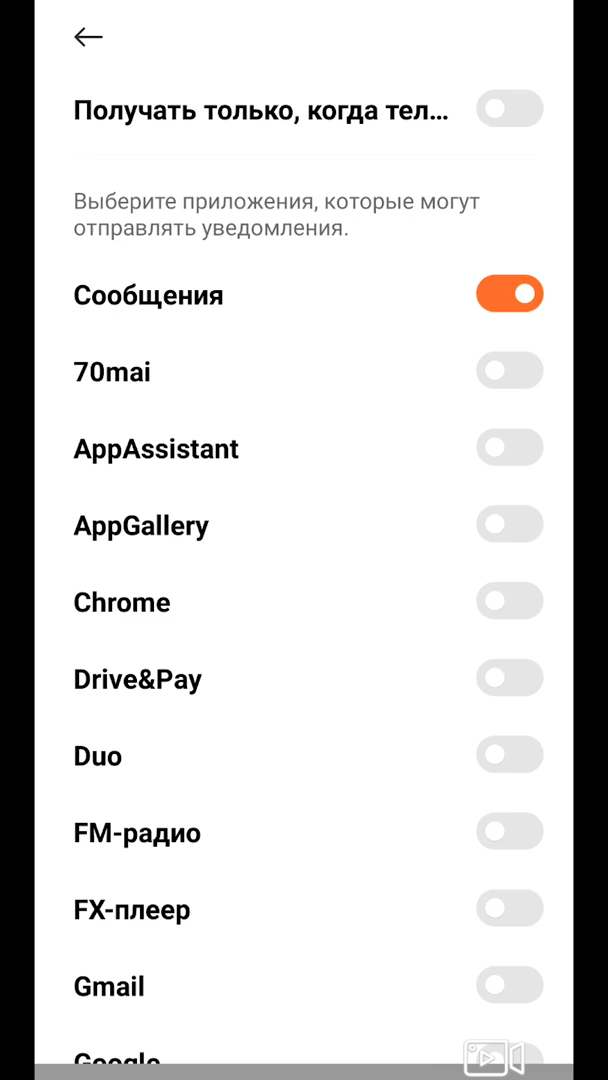 Получать только, когда тел...
Выберите приложения, которые могут
отправлять уведомления.
Сообщения
70mai
AppAssistant
AppGallery
Chrome
Drive&Pay
Duo
FM-радио
FX-плеер
Gmail
Google